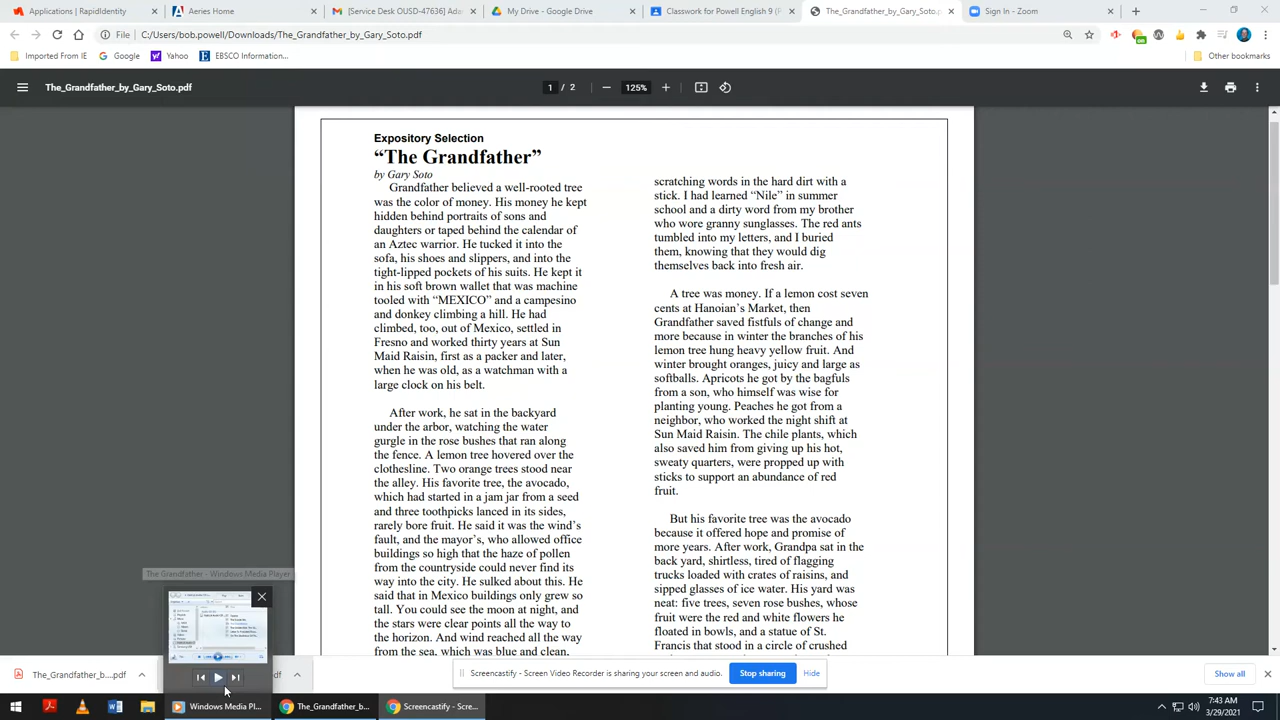 Applications | RapidIdentity
Aeries Home
[Service Desk OUSD-47636] Ade
My Drive - Google Drive
Classwork for Powell English 9 (P
The_Grandfather_by_Gary_Soto.p
Sign In - Zoom
File
C:/Users/bob.powell/Downloads/The_Grandfather_by_Gary_Soto.pdf
Imported From IE
Google
Yahoo
EBSCO Information...
Other bookmarks
The_Grandfather_by_Gary_Soto.pdf
1 / 2
125%
Expository Selection
“The Grandfather”
by Gary Soto
Grandfather believed a well-rooted tree
was the color of money. His money he kept
hidden behind portraits of sons and
daughters or taped behind the calendar of
an Aztec warrior. He tucked it into the
sofa, his shoes and slippers, and into the
tight-lipped pockets of his suits. He kept it
in his soft brown wallet that was machine
tooled with “MEXICO” and a campesino
and donkey climbing a hill. He had
climbed, too, out of Mexico, settled in
Fresno and worked thirty years at Sun
Maid Raisin, first as a packer and later,
when he was old, as a watchman with a
large clock on his belt.
After work, he sat in the backyard
under the arbor, watching the water
gurgle in the rose bushes that ran along
the fence. A lemon tree hovered over the
clothesline. Two orange trees stood near
the alley. His favorite tree, the avocado,
which had started in a jam jar from a seed
and three toothpicks lanced in its sides,
rarely bore fruit. He said it was the wind’s
fault, and the mayor’s, who allowed office
buildings so high that the haze of pollen
from the countryside could never find its
way into the city. He sulked about this. He
said that in Mexico buildings only grew so
tall. You could see the moon at night, and
the stars were clear points all the way to
the horizon. And wind reached all the way
from the sea, which was blue and clean,
scratching words in the hard dirt with a
stick. I had learned “Nile” in summer
school and a dirty word from my brother
who wore granny sunglasses. The red ants
tumbled into my letters, and I buried
them, knowing that they would dig
themselves back into fresh air.
A tree was money. If a lemon cost seven
cents at Hanoian’s Market, then
Grandfather saved fistfuls of change and
more because in winter the branches of his
lemon tree hung heavy yellow fruit. And
winter brought oranges, juicy and large as
softballs. Apricots he got by the bagfuls
from a son, who himself was wise for
planting young. Peaches he got from a
neighbor, who worked the night shift at
Sun Maid Raisin. The chile plants, which
also saved him from giving up his hot,
sweaty quarters, were propped up with
sticks to support an abundance of red
fruit.
But his favorite tree was the avocado
because it offered hope and promise of
more years. After work, Grandpa sat in the
back yard, shirtless, tired of flagging
trucks loaded with crates of raisins, and
sipped glasses of ice water. His yard was
neat: five trees, seven rose bushes, whose
fruit were the red and white flowers he
floated in bowls, and a statue of St.
Francis that stood in a circle of crushed
The Grandfather - Windows Media Player
The_Grandfather_b....pdf
df
Screencastify - Screen Video Recorder is sharing your screen and audio.
Stop sharing
Hide
Show all
Windows Media Pl...
The_Grandfather_b...
Screencastify - Scre...
7:43 AM
3/29/2021